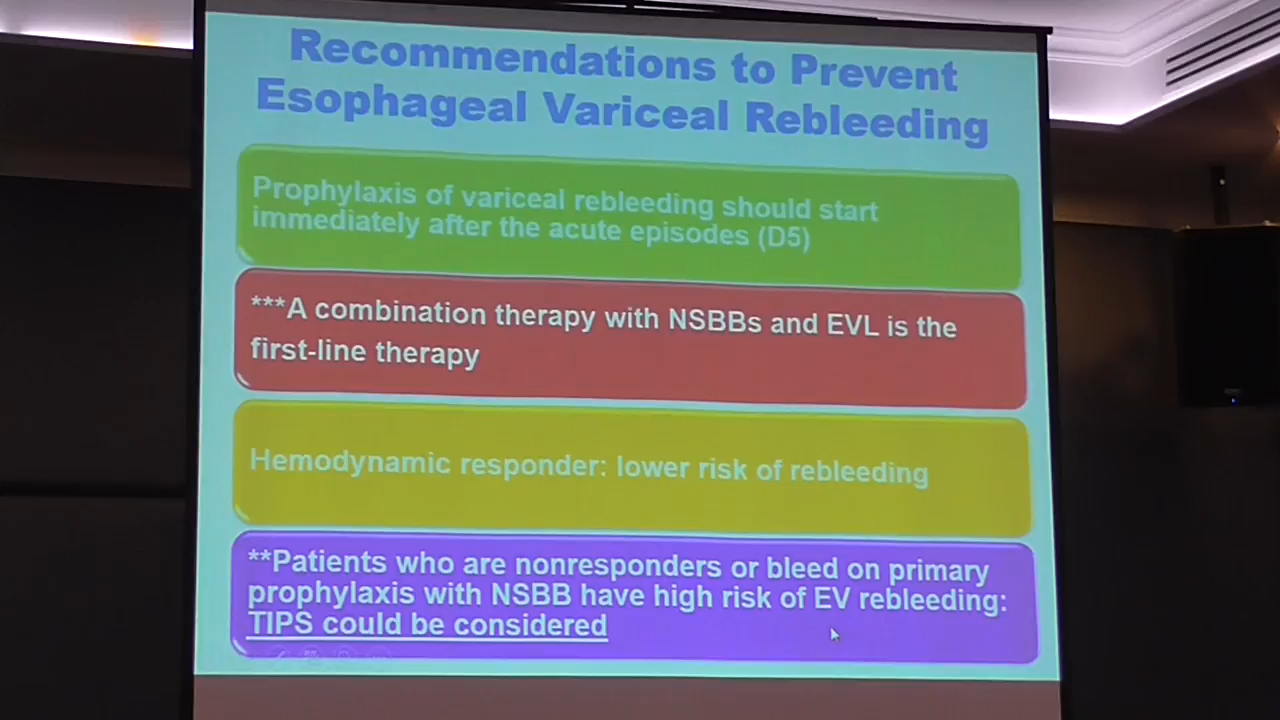 Recommendations to Prevent
Esophageal Variceal Rebleeding
Prophylaxis of variceal rebleeding should start
immediately after the acute episodes (D5)
***A combination therapy with NSBBs and EVL is the
first-line therapy
Hemodynamic responder: lower risk of rebleeding
**Patients who are nonresponders or bleed on primary
prophylaxis with NSBB have high risk of EV rebleeding:
TIPS could be considered